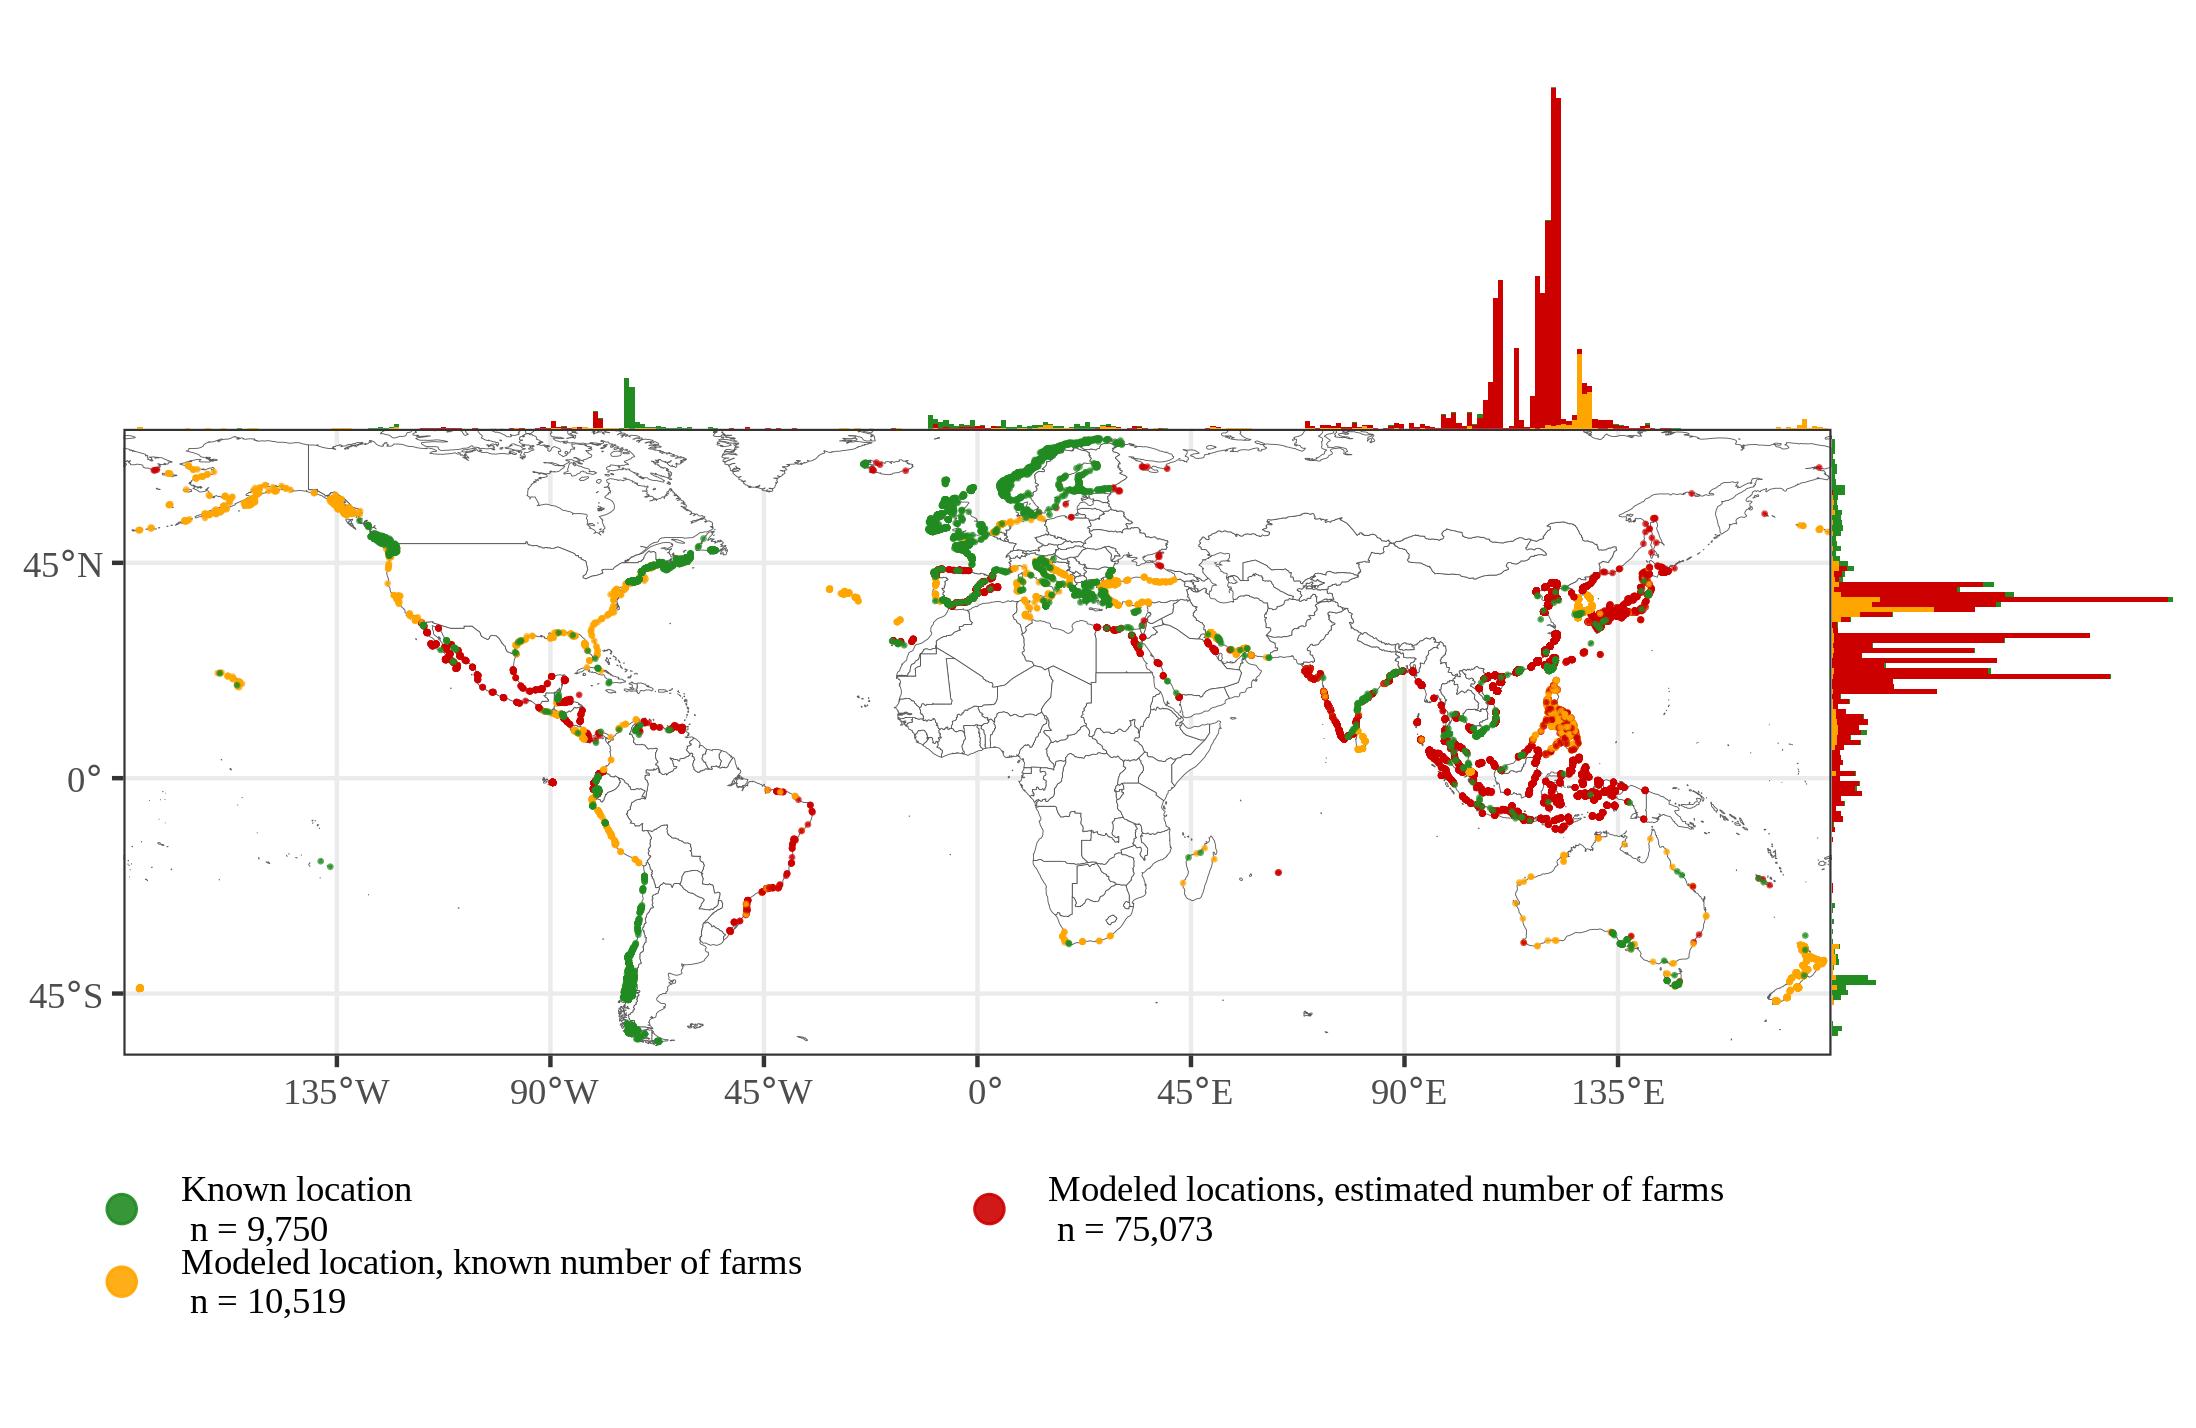 45°N
0°
45°S
135°W
90°W
45°W
0°
45°E
90°E
135°E
Known location
n = 9,750
Modeled location, known number of farms
n = 10,519
Modeled locations, estimated number of farms
n = 75,073